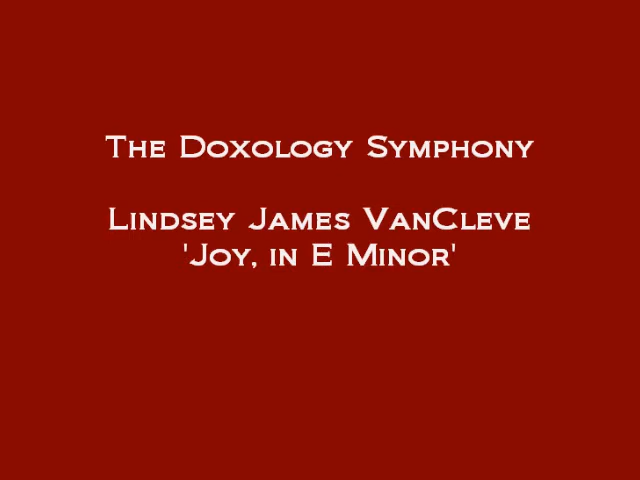 The Doxology Symphony
Lindsey James VanCleve
'Joy, in E Minor'